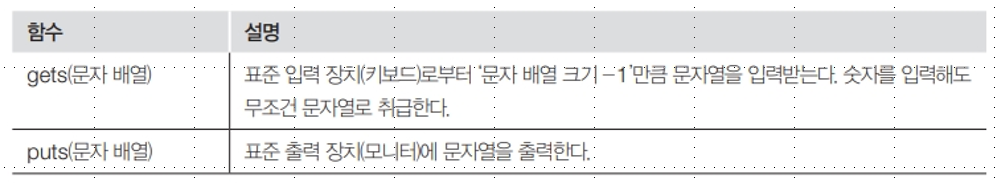 함수 설명
gets(문자 배열) 표준 입력 장치(키보드)로부터 '문자 배열 크기 -1'만큼 문자열을 입력받는다. 숫자를 입력해도
무조건 문자열로 취급한다.
puts(문자 배열) 표준 출력 장치(모니터)에 문자열을 출력한다.